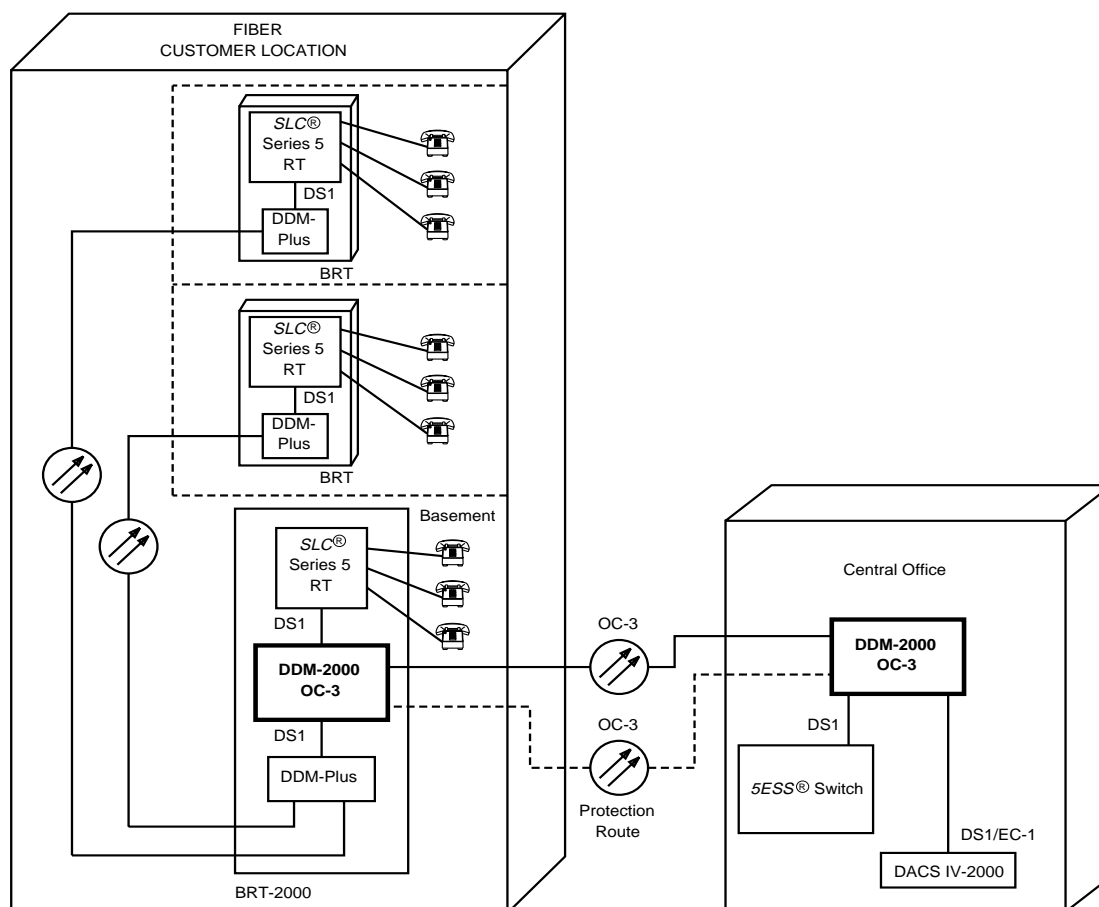 FIBER
CUSTOMER LOCATION
SLC®
Series 5
RT
DS1
DDM-
Plus
BRT
SLC®
Series 5
RT
DS1
DDM-
Plus
BRT
Basement
SLC®
Series 5
RT
DS1
DDM-2000
OC-3
DS1
DDM-Plus
BRT-2000
OC-3
OC-3
Protection
Route
Central Office
DDM-2000
OC-3
DS1
5ESS® Switch
DS1/EC-1
DACS IV-2000